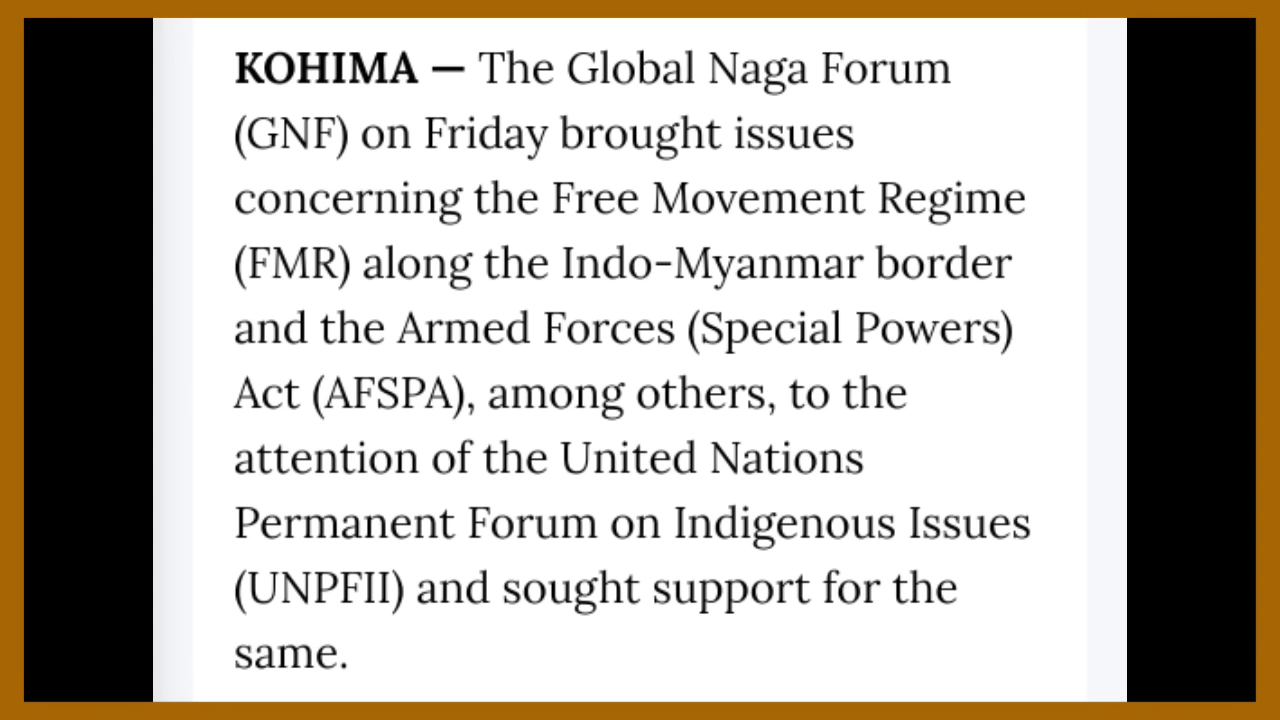 KOHIMA — The Global Naga Forum
(GNF) on Friday brought issues
concerning the Free Movement Regime
(FMR) along the Indo-Myanmar border
and the Armed Forces (Special Powers)
Act (AFSPA), among others, to the
attention of the United Nations
Permanent Forum on Indigenous Issues
(UNPFII) and sought support for the
same.